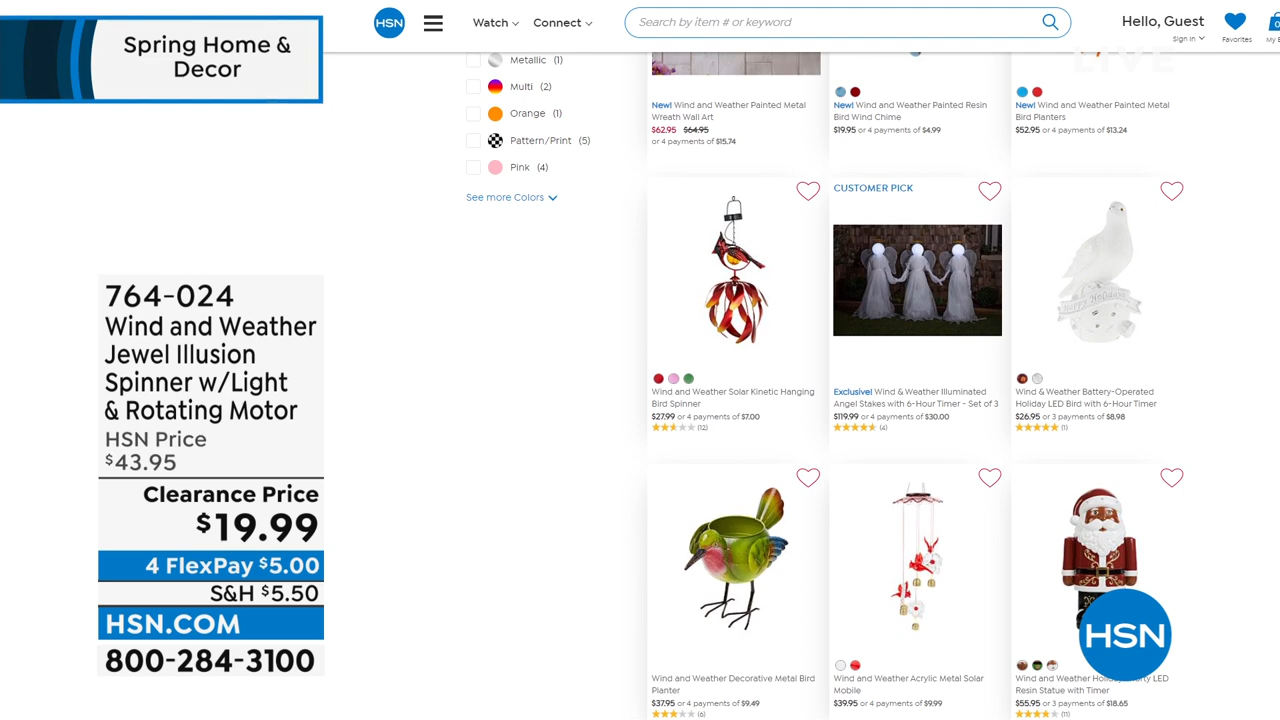 Spring Home &
Decor
HSN
Watch
Connect
Search by item # or keyword
Hello, Guest
Sign In
Favorites
0
LIVE
Metallic (1)
Multi (2)
Orange (1)
Pattern/Print (5)
Pink (4)
See more Colors
New! Wind and Weather Painted Metal
Wreath Wall Art
$62.95 $64.95
or 4 payments of $15.74
New! Wind and Weather Painted Resin
Bird Wind Chime
$19.95 or 4 payments of $4.99
New! Wind and Weather Painted Metal
Bird Planters
$52.95 or 4 payments of $13.24
Wind and Weather Solar Kinetic Hanging
Bird Spinner
$27.99 or 4 payments of $7.00
(12)
CUSTOMER PICK
Exclusive! Wind & Weather Illuminated
Angel Stakes with 6-Hour Timer - Set of 3
$119.99 or 4 payments of $30.00
(4)
HAPPY HOLIDAYS
Wind & Weather Battery-Operated
Holiday LED Bird with 6-Hour Timer
$26.95 or 3 payments of $8.98
(1)
Wind and Weather Decorative Metal Bird
Planter
$37.95 or 4 payments of $9.49
(6)
Wind and Weather Acrylic Metal Solar
Mobile
$39.95 or 4 payments of $9.99
Wind and Weather LED
Resin Statue with Timer
$55.95 or 3 payments of $18.65
(11)
764-024
Wind and Weather
Jewel Illusion
Spinner w/Light
& Rotating Motor
HSN Price
$43.95
Clearance Price
$19.99
4 FlexPay $5.00
S&H $5.50
HSN.COM
800-284-3100
HSN